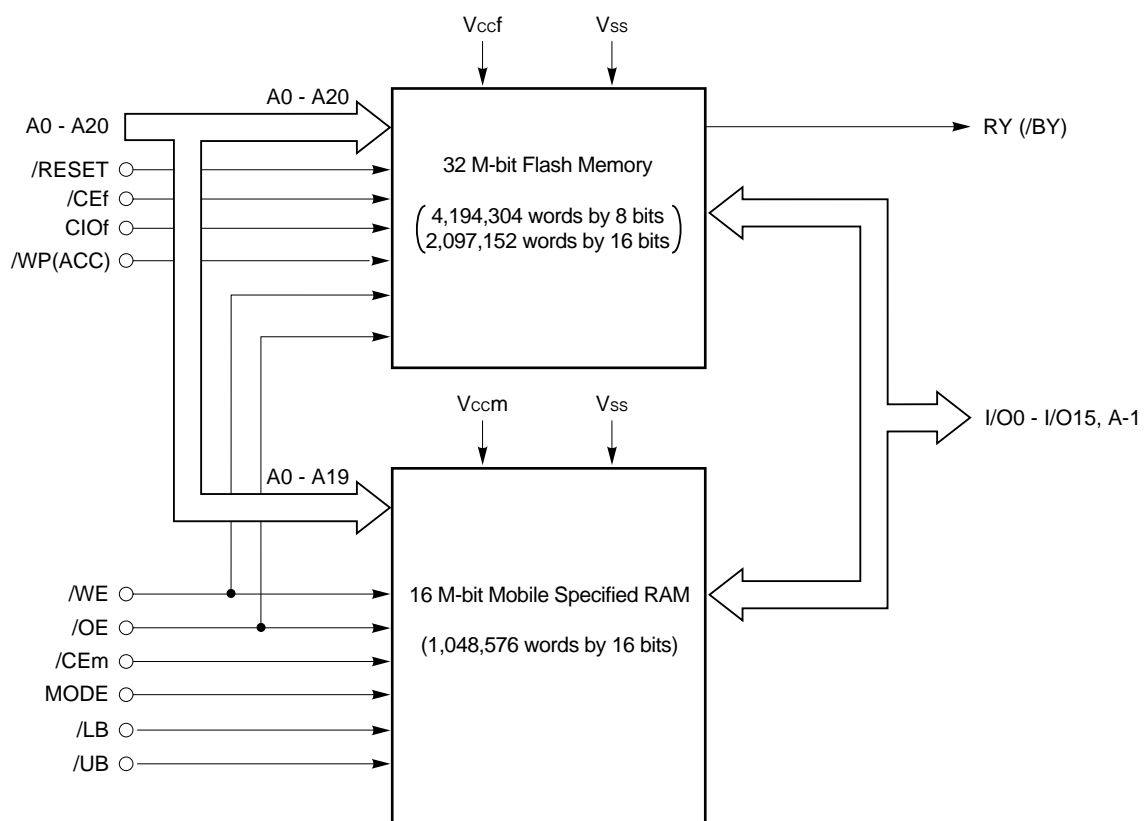 Vccf
Vss
A0 - A20
A0 - A20
RY (/BY)
/RESET
/CEf
CIOf
/WP(ACC)
32 M-bit Flash Memory
4,194,304 words by 8 bits
2,097,152 words by 16 bits
Vccm
Vss
I/O0 - I/O15, A-1
A0 - A19
/WE
/OE
/CEm
MODE
/LB
/UB
16 M-bit Mobile Specified RAM
(1,048,576 words by 16 bits)